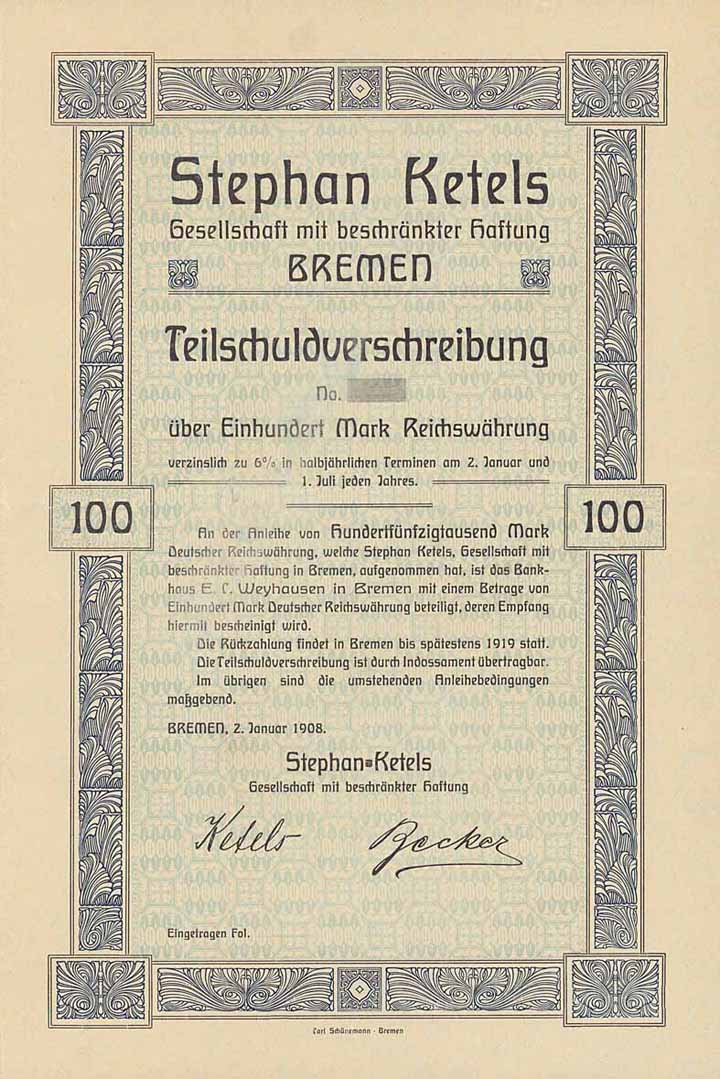 Stephan Ketels
Gesellschaft mit beschränkter Haftung
BREMEN
Teilschuldverschreibung
No.
über Einhundert Mark Reichswährung
verzinslich zu 6% in halbjährlichen Terminen am 2. Januar und
1. Juli jeden Jahres.
100
100
An der Anleihe von Hundertfünfzigtausend Mark
Deutscher Reichswährung, welche Stephan Ketels, Gesellschaft mit
beschränkter Haftung in Bremen, aufgenommen hat, ist das Bank-
haus E. C. Weyhausen in Bremen mit einem Betrage von
Einhundert Mark Deutscher Reichswährung beteiligt, deren Empfang
hiermit bescheinigt wird.
Die Rückzahlung findet in Bremen bis spätestens 1919 statt.
Die Teilschuldverschreibung ist durch Indossament übertragbar.
Im übrigen sind die umstehenden Anleihebedingungen
maßgebend.
BREMEN, 2. Januar 1908.
Stephan=Ketels
Gesellschaft mit beschränkter Haftung
Ketels Becker
Eingetragen Fol.
Carl Schünemann · Bremen